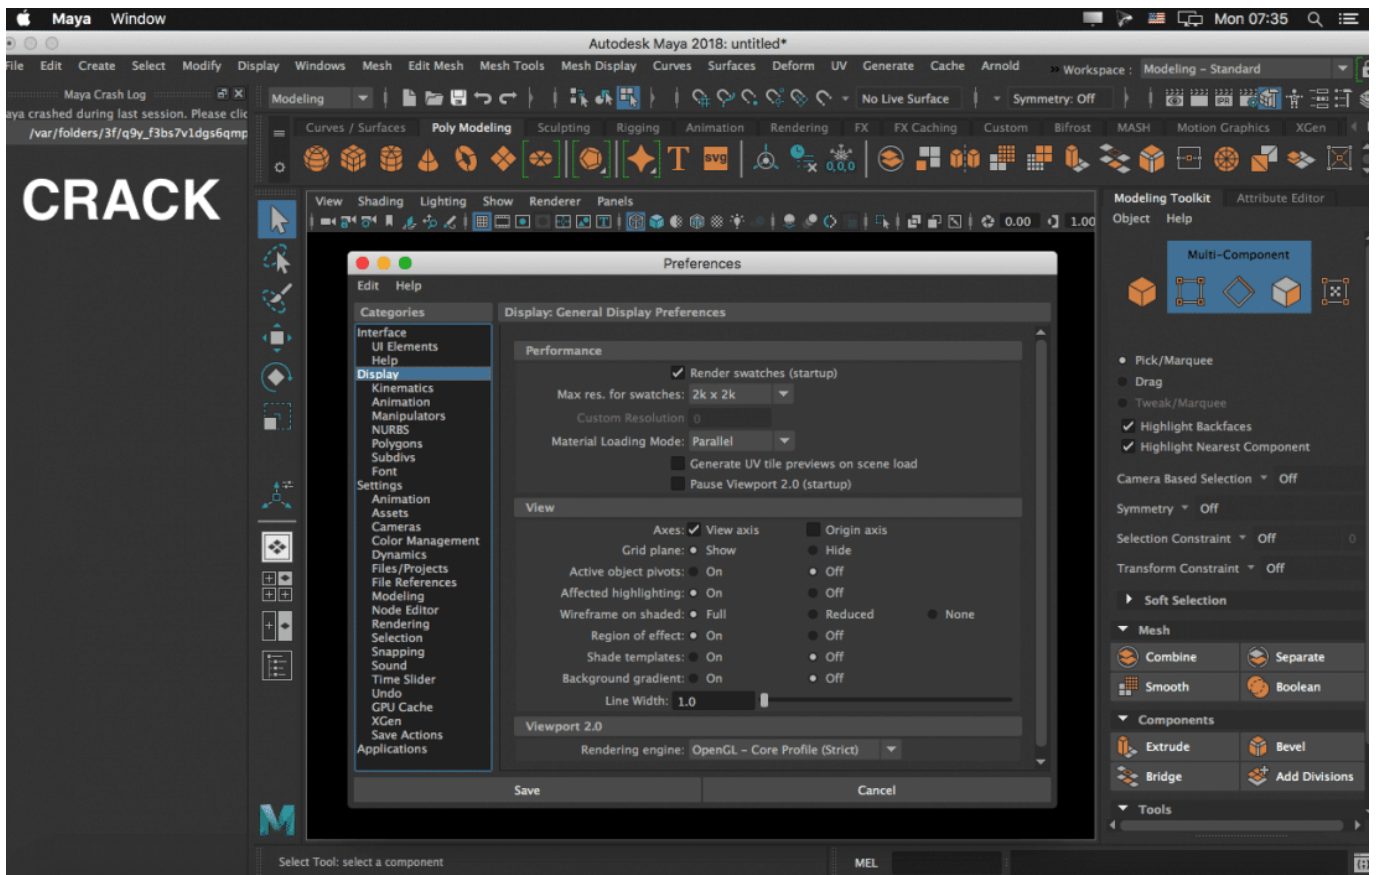 Maya Window Mon 07:35
Autodesk Maya 2018: untitled*
File Edit Create Select Modify Display Windows Mesh Edit Mesh Mesh Tools Mesh Display Curves Surfaces Deform UV Generate Cache Arnold Workspace : Modeling - Standard
Maya Crash Log
aya crashed during last session. Please clic
/var/folders/3f/q9y_f3bs7v1dgs6qmp
CRACK
Modeling No Live Surface Symmetry: Off
Curves / Surfaces Poly Modeling Sculpting Rigging Animation Rendering FX FX Caching Custom Bifrost MASH Motion Graphics XGen
T SVG 0,0,0
View Shading Lighting Show Renderer Panels
0.00 1.00
Preferences
Edit Help
Categories
Interface
UI Elements
Help
Display
Kinematics
Animation
Manipulators
NURBS
Polygons
Subdivs
Font
Settings
Animation
Assets
Cameras
Color Management
Dynamics
Files/Projects
File References
Modeling
Node Editor
Rendering
Selection
Snapping
Sound
Time Slider
Undo
GPU Cache
XGen
Save Actions
Applications
Display: General Display Preferences
Performance
Render swatches (startup)
Max res. for swatches: 2k x 2k
Custom Resolution 0
Material Loading Mode: Parallel
Generate UV tile previews on scene load
Pause Viewport 2.0 (startup)
View
Axes: View axis Origin axis
Grid plane: Show Hide
Active object pivots: On Off
Affected highlighting: On Off
Wireframe on shaded: Full Reduced None
Region of effect: On Off
Shade templates: On Off
Background gradient: On Off
Line Width: 1.0
Viewport 2.0
Rendering engine: OpenGL - Core Profile (Strict)
Save Cancel
Modeling Toolkit Attribute Editor
Object Help
Multi-Component
Pick/Marquee
Drag
Tweak/Marquee
Highlight Backfaces
Highlight Nearest Component
Camera Based Selection Off
Symmetry Off
Selection Constraint Off 0
Transform Constraint Off
Soft Selection
Mesh
Combine Separate
Smooth Boolean
Components
Extrude Bevel
Bridge Add Divisions
Tools
M
Select Tool: select a component MEL